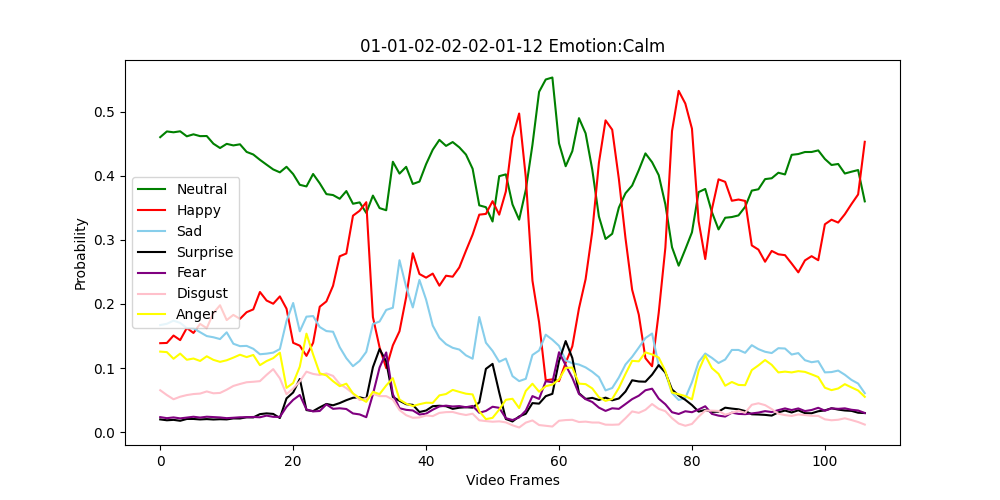 01-01-02-02-02-01-12 Emotion:Calm
Probability
0.5
0.4
0.3
0.2
0.1
0.0
Neutral
Happy
Sad
Surprise
Fear
Disgust
Anger
0 20 40 60 80 100
Video Frames